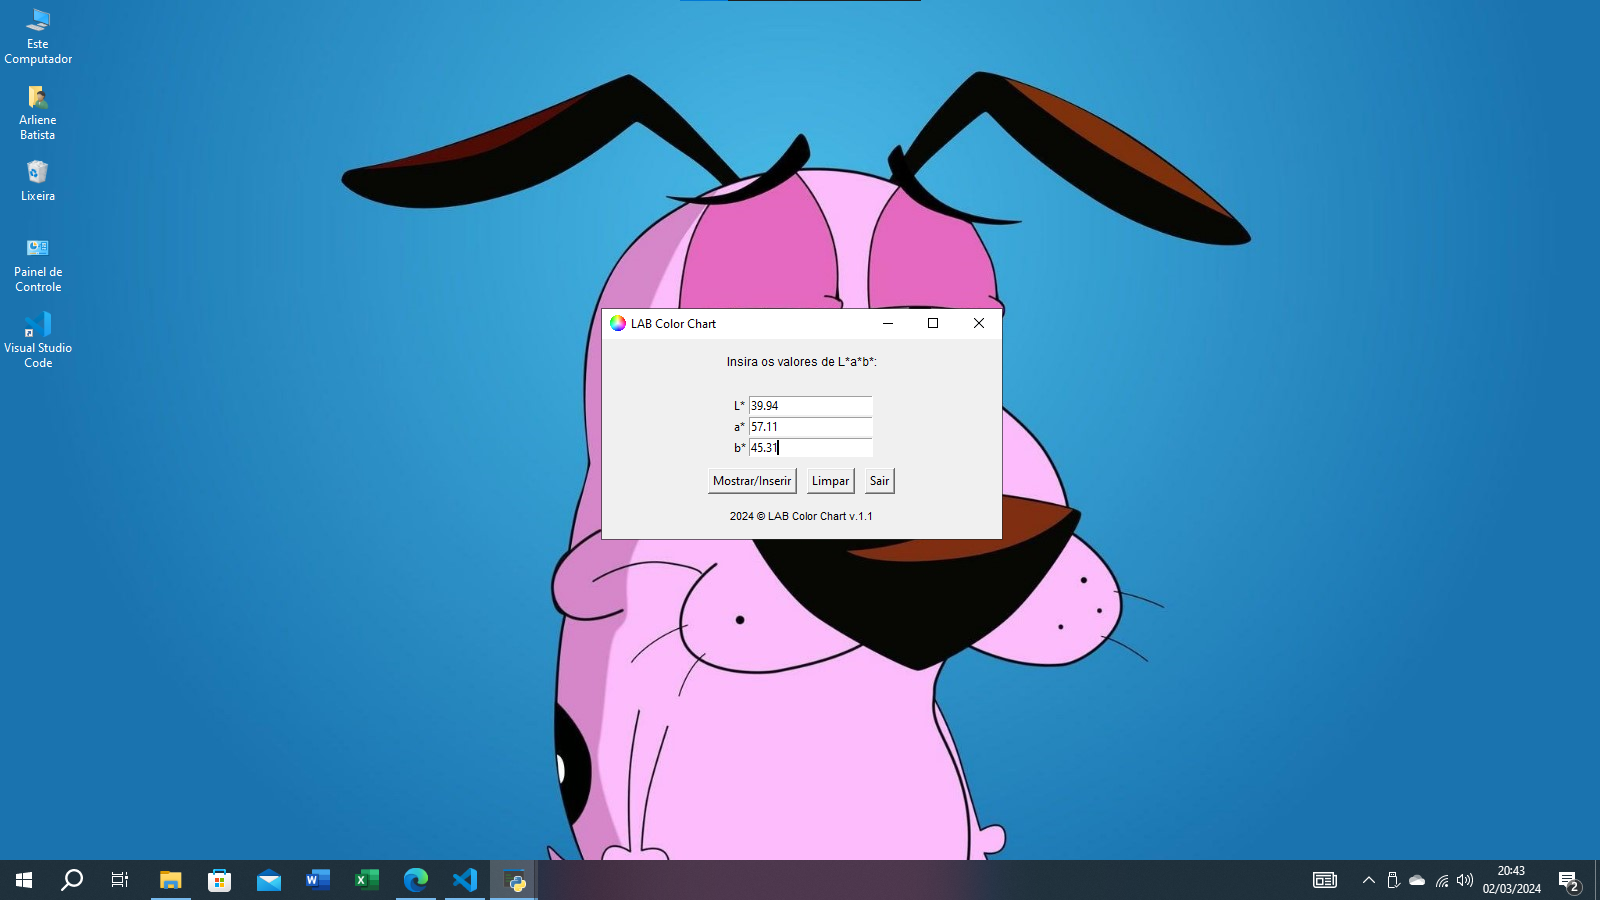 Este
Computador
Arliene
Batista
Lixeira
Painel de
Controle
Visual Studio
Code
LAB Color Chart
Insira os valores de L*a*b*:
L* 39.94
a* 57.11
b* 45.31
Mostrar/Inserir Limpar Sair
2024 © LAB Color Chart v.1.1
20:43
02/03/2024
2